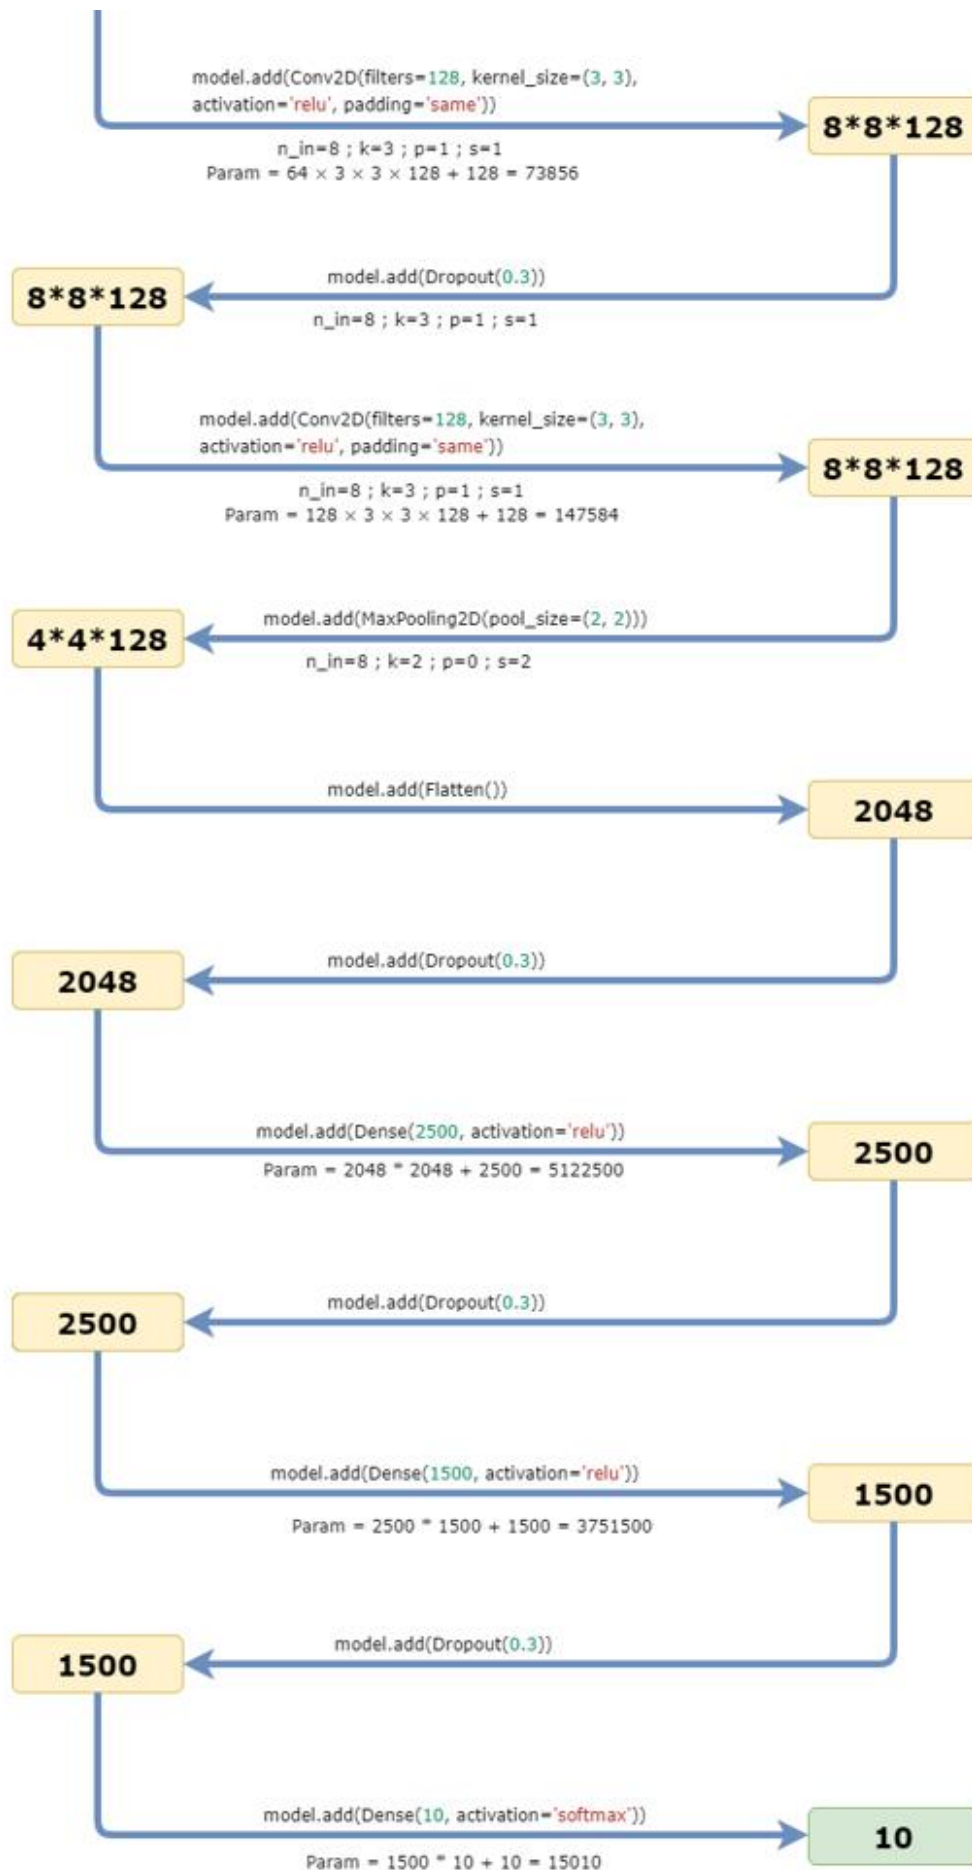 model.add(Conv2D(filters=128, kernel_size=(3, 3),
activation='relu', padding='same'))
8*8*128
n_in=8 ; k=3 ; p=1 ; s=1
Param = 64 × 3 × 3 × 128 + 128 = 73856
model.add(Dropout(0.3))
8*8*128
n_in=8 ; k=3 ; p=1 ; s=1
model.add(Conv2D(filters=128, kernel_size=(3, 3),
activation='relu', padding='same'))
8*8*128
n_in=8 ; k=3 ; p=1 ; s=1
Param = 128 × 3 × 3 × 128 + 128 = 147584
model.add(MaxPooling2D(pool_size=(2, 2)))
4*4*128
n_in=8 ; k=2 ; p=0 ; s=2
model.add(Flatten())
2048
model.add(Dropout(0.3))
2048
model.add(Dense(2500, activation='relu'))
2500
Param = 2048 * 2048 + 2500 = 5122500
model.add(Dropout(0.3))
2500
model.add(Dense(1500, activation='relu'))
1500
Param = 2500 * 1500 + 1500 = 3751500
model.add(Dropout(0.3))
1500
model.add(Dense(10, activation='softmax'))
10
Param = 1500 * 10 + 10 = 15010